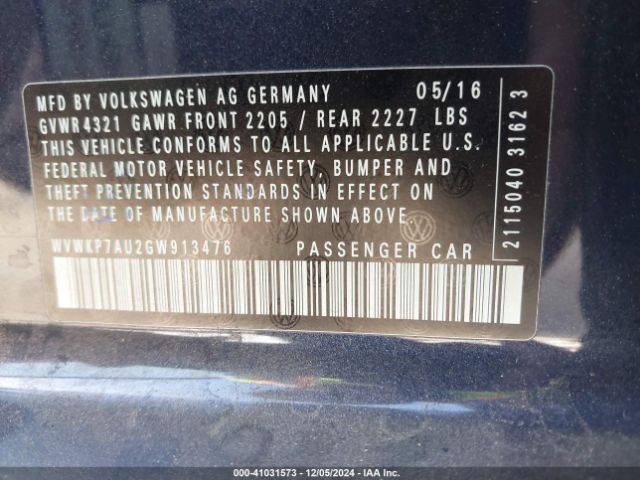 MFD BY VOLKSWAGEN AG GERMANY 05/16
GVWR 4321 GAWR FRONT 2205 / REAR 2227 LBS
THIS VEHICLE CONFORMS TO ALL APPLICABLE U.S.
FEDERAL MOTOR VEHICLE SAFETY, BUMPER AND
THEFT PREVENTION STANDARDS IN EFFECT ON
THE DATE OF MANUFACTURE SHOWN ABOVE
WVWKP7AU2GW913476 PASSENGER CAR
2115040 3162 3
00-41031573 - 12/05/2024 - IAA Inc.